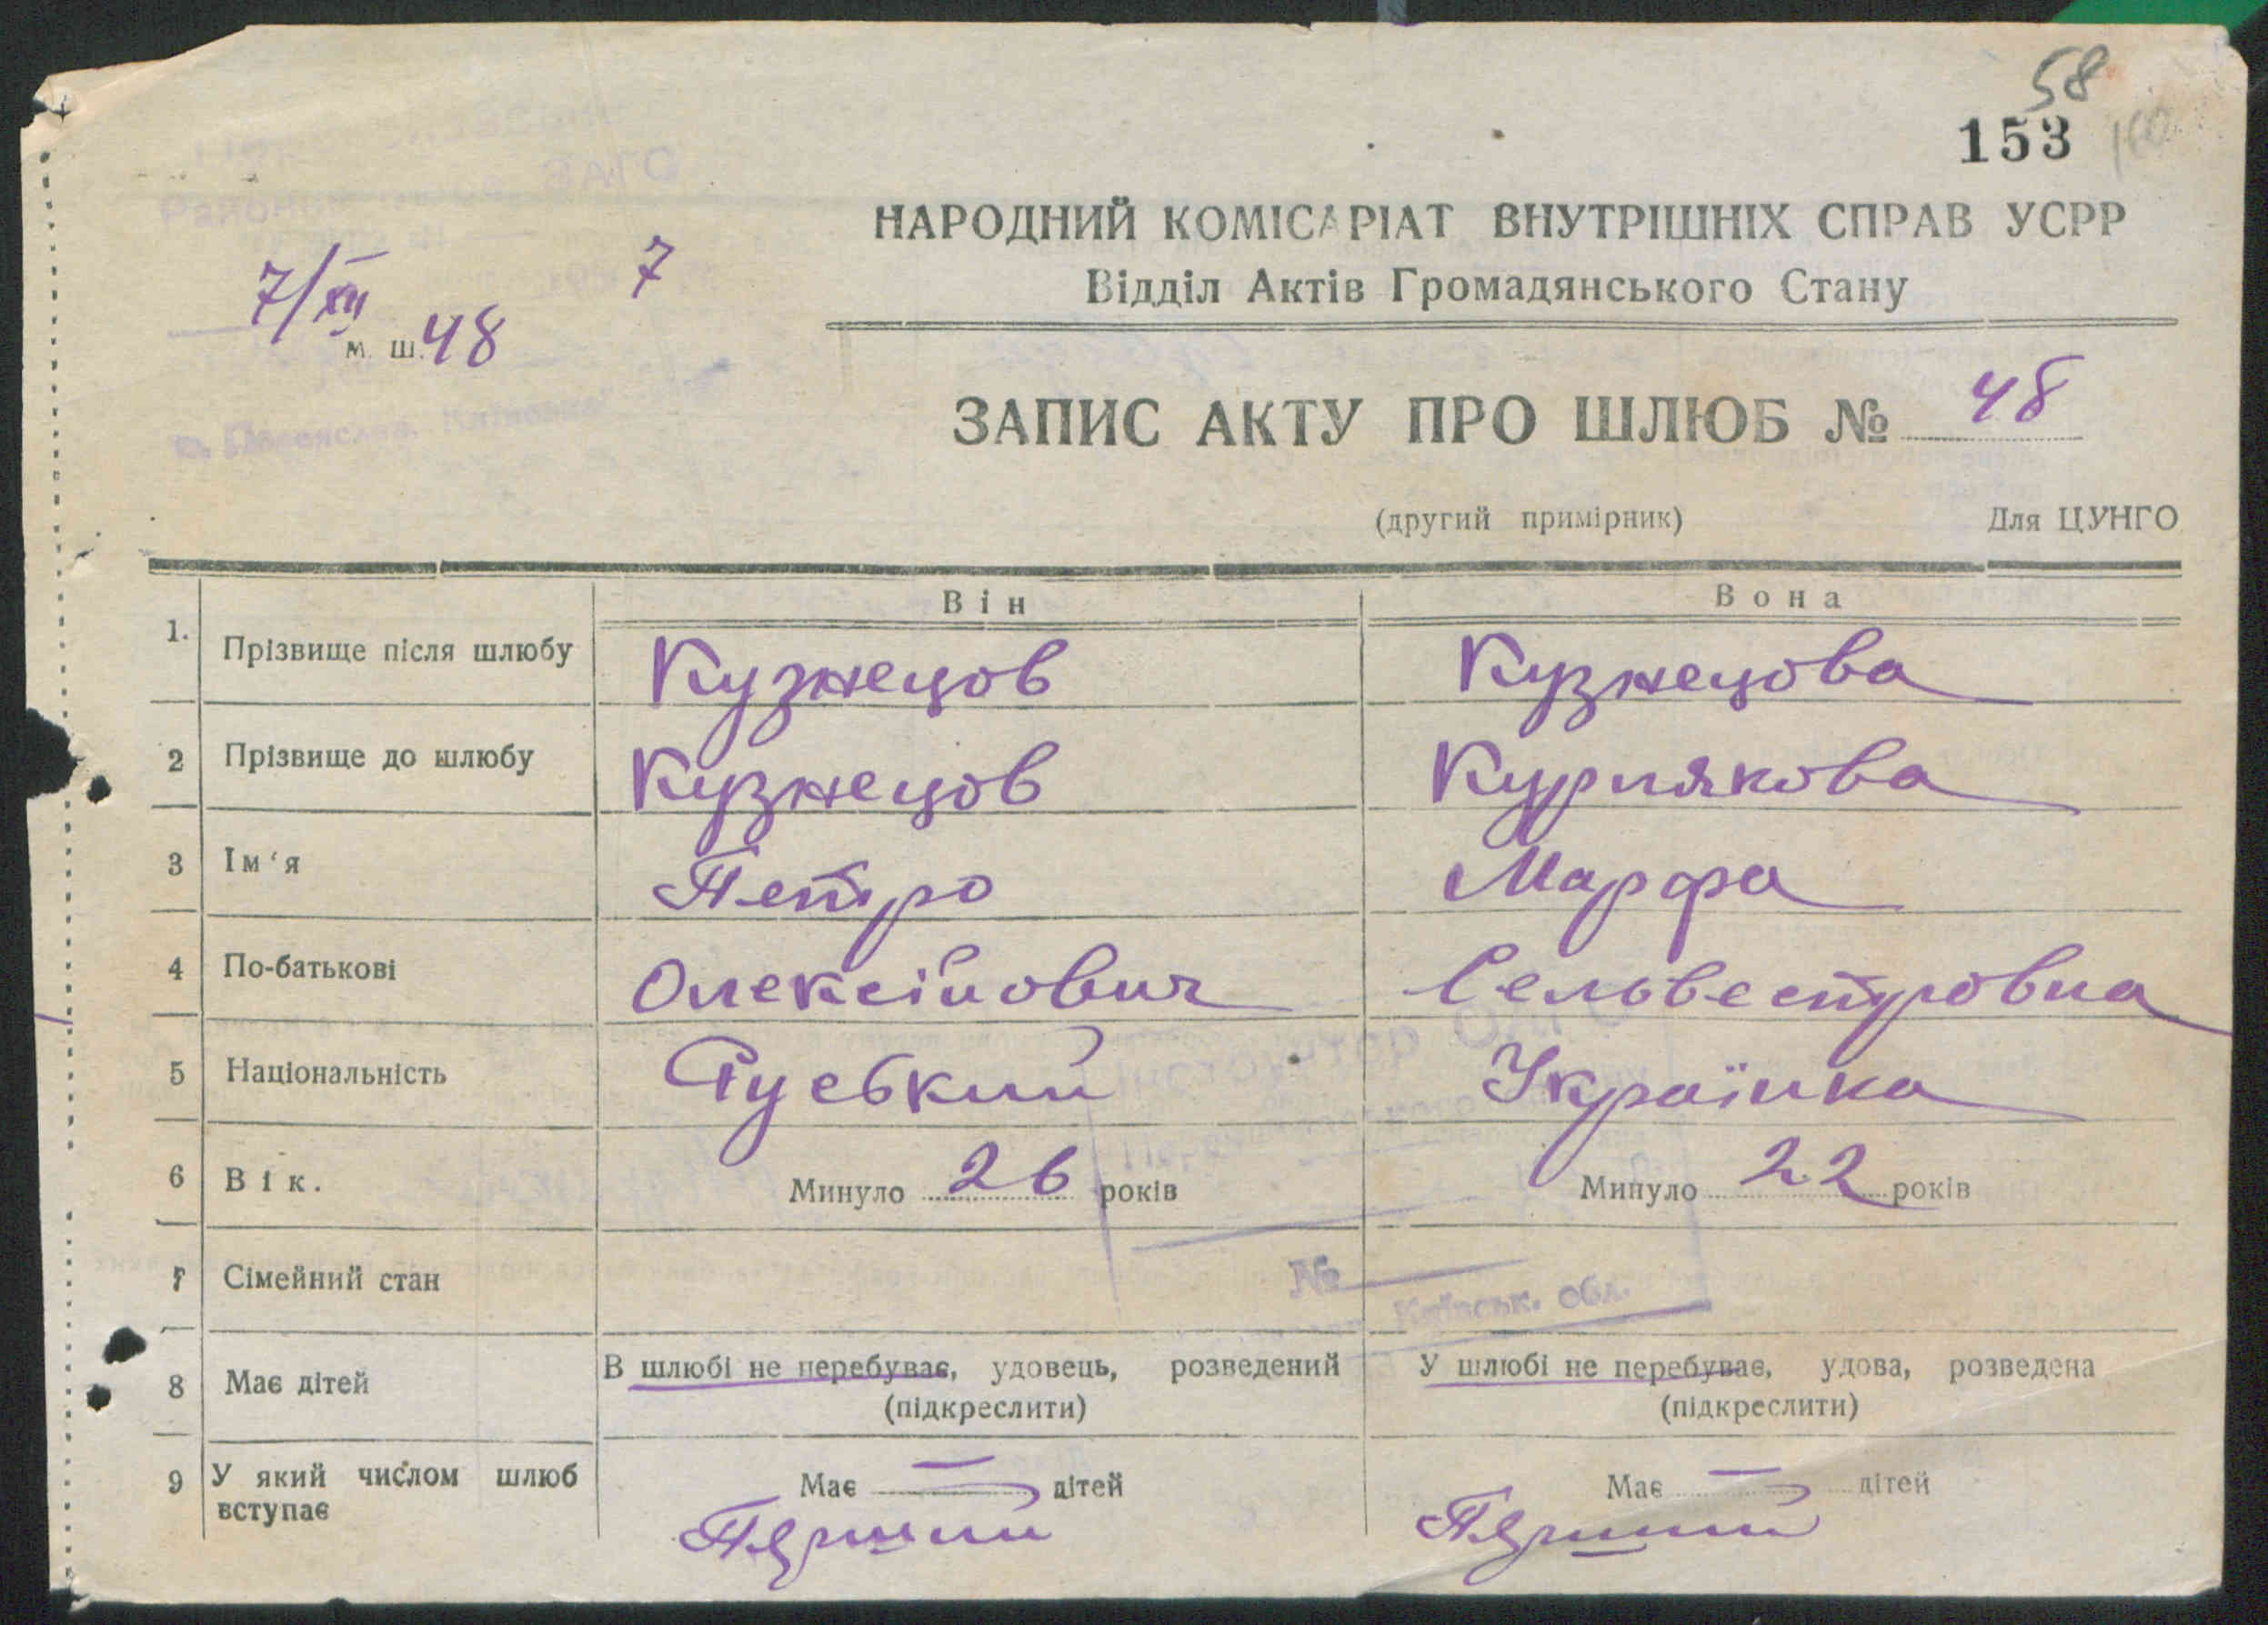 58
153
НАРОДНИЙ КОМІСАРІАТ ВНУТРІШНІХ СПРАВ УСРР
Відділ Актів Громадянського Стану
7/XII 7
м. ш. 48
ЗАПИС АКТУ ПРО ШЛЮБ № 48
(другий примірник) Для ЦУНГО
Він Вона
1. Прізвище після шлюбу Кузнецов Кузнецова
2 Прізвище до шлюбу Кузнецов Курлякова
3 Ім'я Петро Марфа
4 По-батькові Олексійович Сельвестровна
5 Національність Руський Українка
6 Вік. Минуло 26 років Минуло 22 років
7 Сімейний стан
№
Київськ. обл.
8 Має дітей В шлюбі не перебуває, удовець, розведений У шлюбі не перебуває, удова, розведена
(підкреслити) (підкреслити)
9 У який числом шлюб Має — дітей Має — дітей
вступає Перший Перший